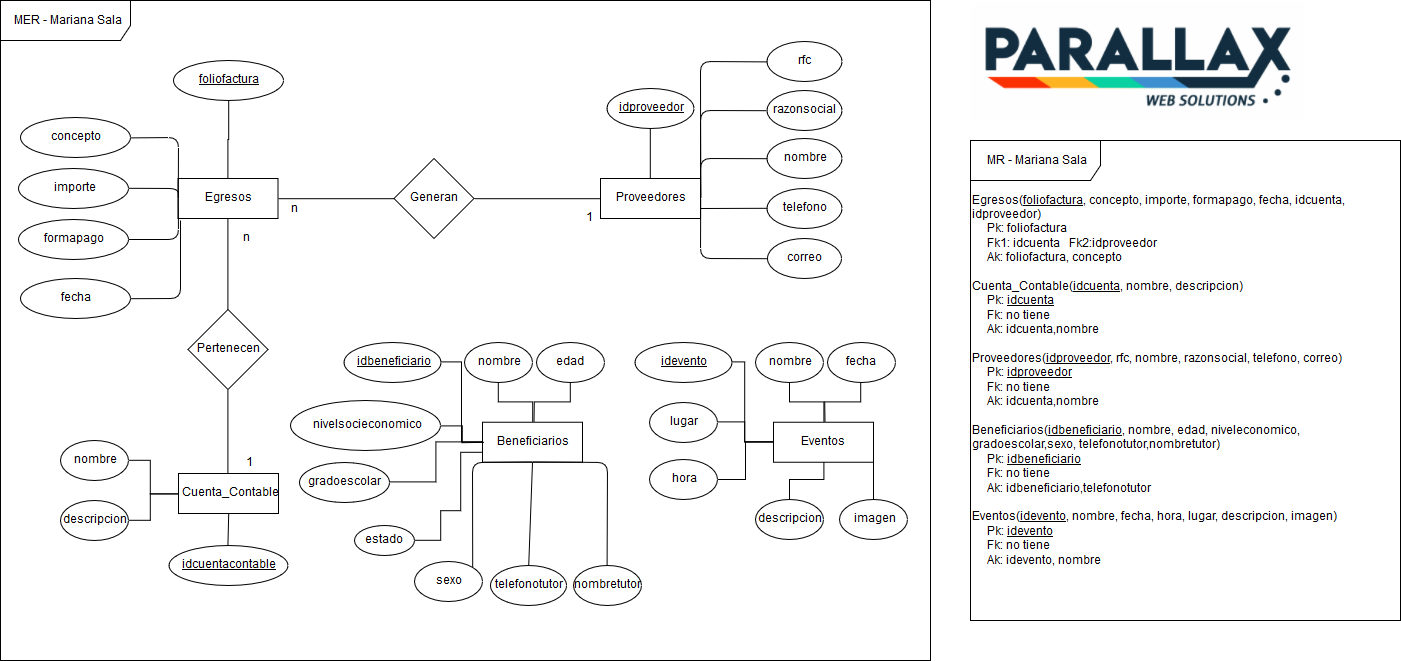 MER - Mariana Sala
foliofactura
concepto
importe
formapago
fecha
Egresos
n
n
Generan
1
Proveedores
idproveedor
rfc
razonsocial
nombre
telefono
correo
Pertenecen
1
Cuenta_Contable
nombre
descripcion
idcuentacontable
idbeneficiario
nombre
edad
nivelsocieconomico
Beneficiarios
gradoescolar
estado
sexo
telefonotutor
nombretutor
idevento
nombre
fecha
lugar
Eventos
hora
descripcion
imagen
PARALLAX
WEB SOLUTIONS
MR - Mariana Sala
Egresos(foliofactura, concepto, importe, formapago, fecha, idcuenta,
idproveedor)
Pk: foliofactura
Fk1: idcuenta Fk2:idproveedor
Ak: foliofactura, concepto
Cuenta_Contable(idcuenta, nombre, descripcion)
Pk: idcuenta
Fk: no tiene
Ak: idcuenta,nombre
Proveedores(idproveedor, rfc, nombre, razonsocial, telefono, correo)
Pk: idproveedor
Fk: no tiene
Ak: idcuenta,nombre
Beneficiarios(idbeneficiario, nombre, edad, niveleconomico,
gradoescolar,sexo, telefonotutor,nombretutor)
Pk: idbeneficiario
Fk: no tiene
Ak: idbeneficiario,telefonotutor
Eventos(idevento, nombre, fecha, hora, lugar, descripcion, imagen)
Pk: idevento
Fk: no tiene
Ak: idevento, nombre